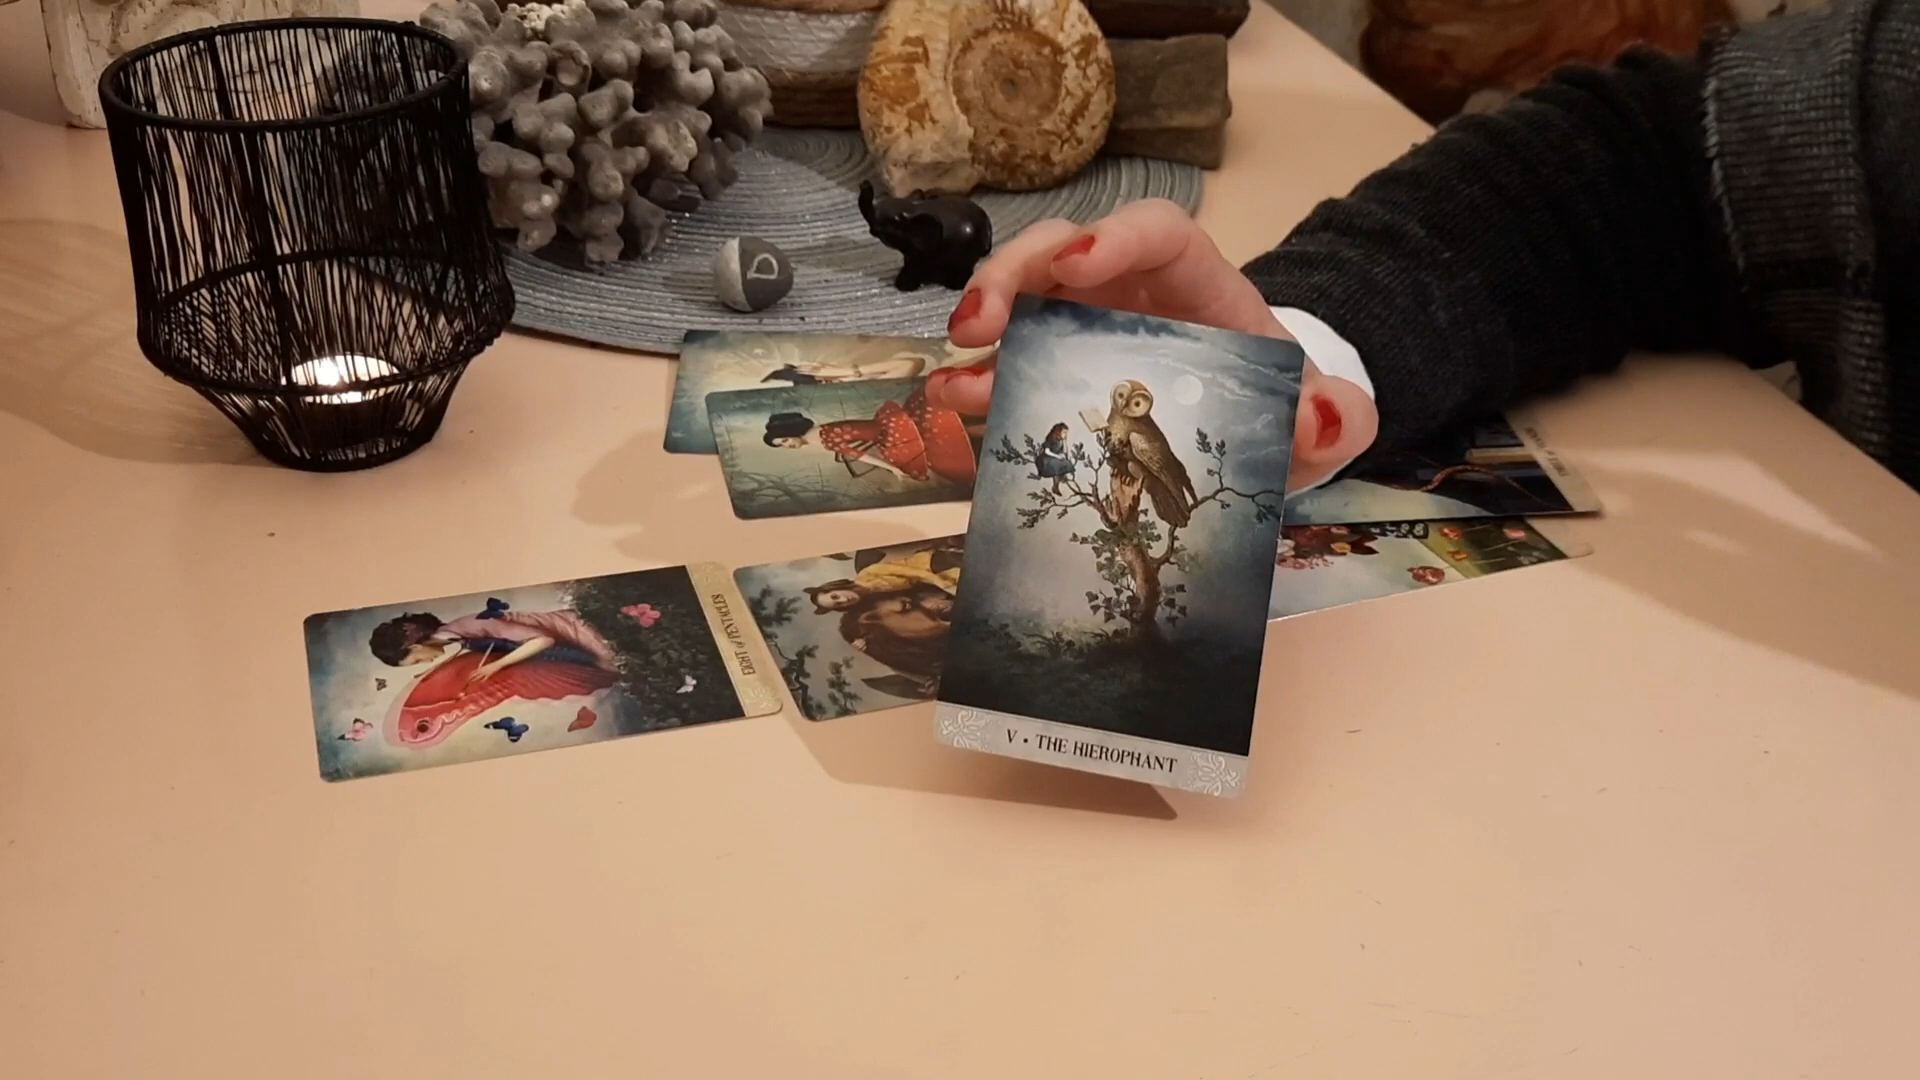 D
EIGHT of PENTACLES
V • THE HIEROPHANT